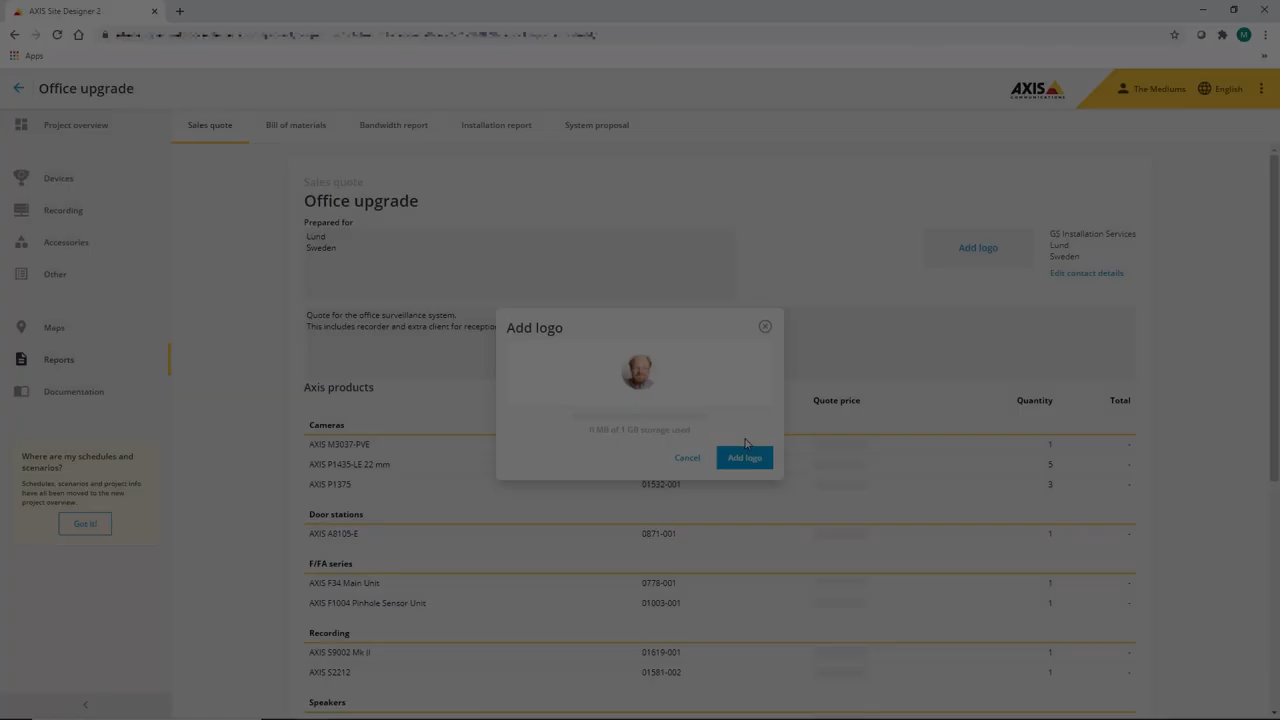 AXIS Site Designer 2
Apps
Office upgrade
AXIS
COMMUNICATIONS
The Mediums
English
Project overview
Sales quote
Bill of materials
Bandwidth report
Installation report
System proposal
Devices
Recording
Accessories
Other
Maps
Reports
Documentation
Where are my schedules and
scenarios?
Schedules, scenarios and project info
have all been moved to the new
project overview.
Got it!
Sales quote
Office upgrade
Prepared for
Lund
Sweden
Add logo
GS Installation Services
Lund
Sweden
Edit contact details
Quote for the office surveillance system.
This includes recorder and extra client for reception
Add logo
0 MB of 1 GB storage used
Cancel
Add logo
Axis products
Quote price
Quantity
Total
Cameras
AXIS M3037-PVE 1 -
AXIS P1435-LE 22 mm 5 -
AXIS P1375 01532-001 3 -
Door stations
AXIS A8105-E 0871-001 1 -
F/FA series
AXIS F34 Main Unit 0778-001 1 -
AXIS F1004 Pinhole Sensor Unit 01003-001 1 -
Recording
AXIS S9002 Mk II 01619-001 1 -
AXIS S2212 01581-002 1 -
Speakers
M